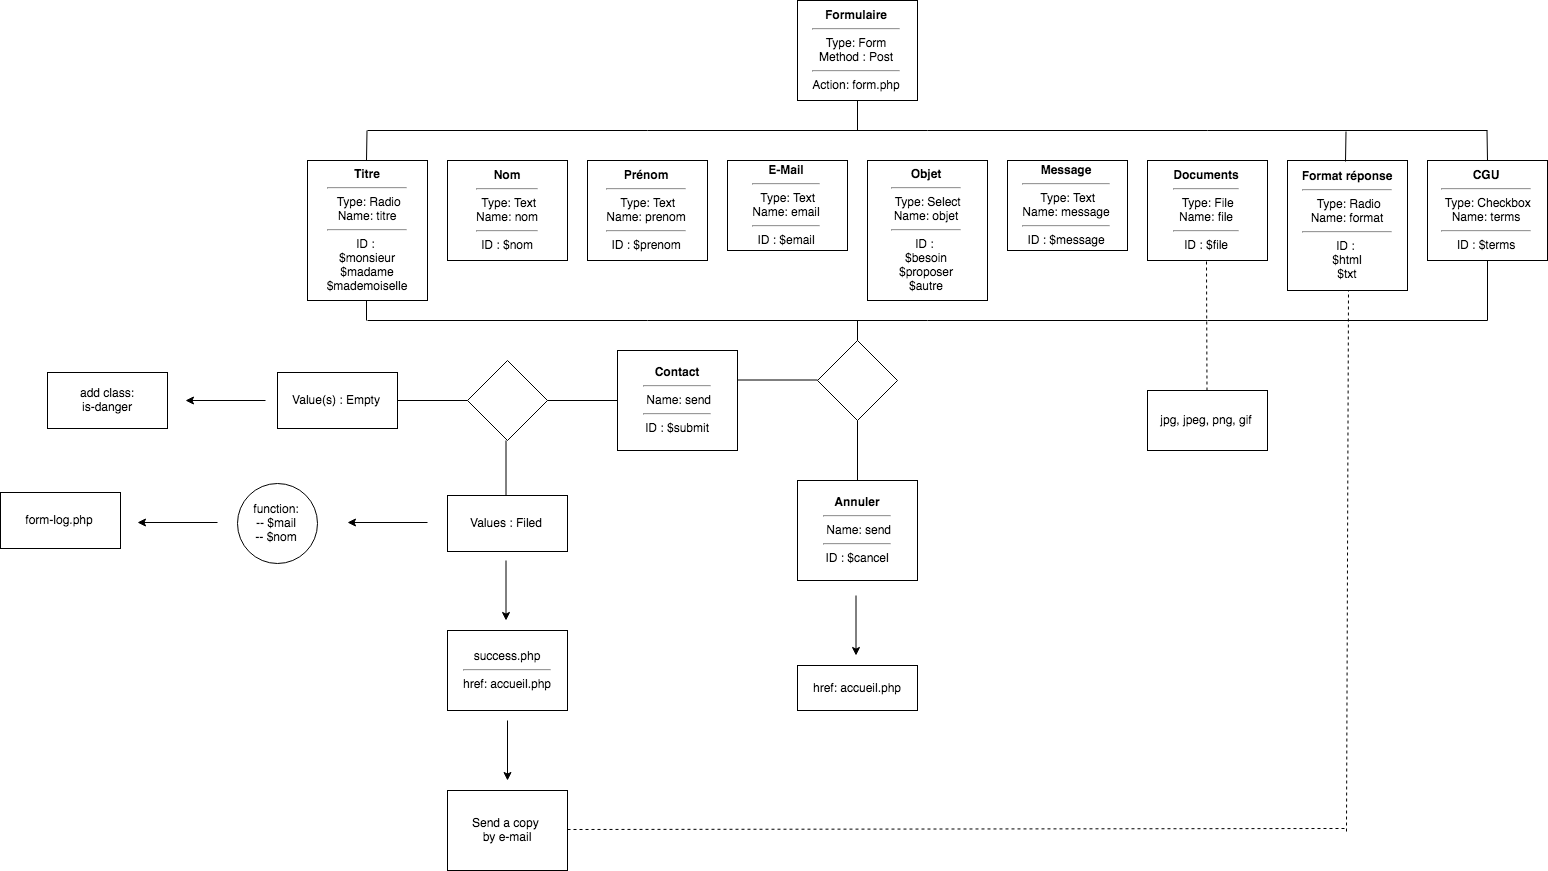 Formulaire
Type: Form
Method : Post
Action: form.php
Titre
Type: Radio
Name: titre
ID :
$monsieur
$madame
$mademoiselle
Nom
Type: Text
Name: nom
ID : $nom
Prénom
Type: Text
Name: prenom
ID : $prenom
E-Mail
Type: Text
Name: email
ID : $email
Objet
Type: Select
Name: objet
ID :
$besoin
$proposer
$autre
Message
Type: Text
Name: message
ID : $message
Documents
Type: File
Name: file
ID : $file
Format réponse
Type: Radio
Name: format
ID :
$html
$txt
CGU
Type: Checkbox
Name: terms
ID : $terms
add class:
is-danger
Value(s) : Empty
Contact
Name: send
ID : $submit
jpg, jpeg, png, gif
form-log.php
function:
-- $mail
-- $nom
Values : Filed
Annuler
Name: send
ID : $cancel
success.php
href: accueil.php
href: accueil.php
Send a copy
by e-mail